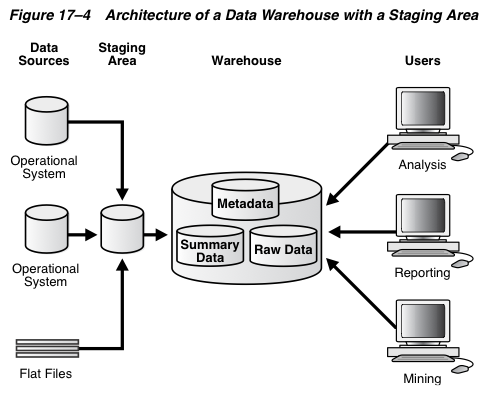 Figure 17–4 Architecture of a Data Warehouse with a Staging Area
Data
Sources
Staging
Area
Warehouse
Users
Operational
System
Operational
System
Flat Files
Metadata
Summary
Data
Raw Data
Analysis
Reporting
Mining